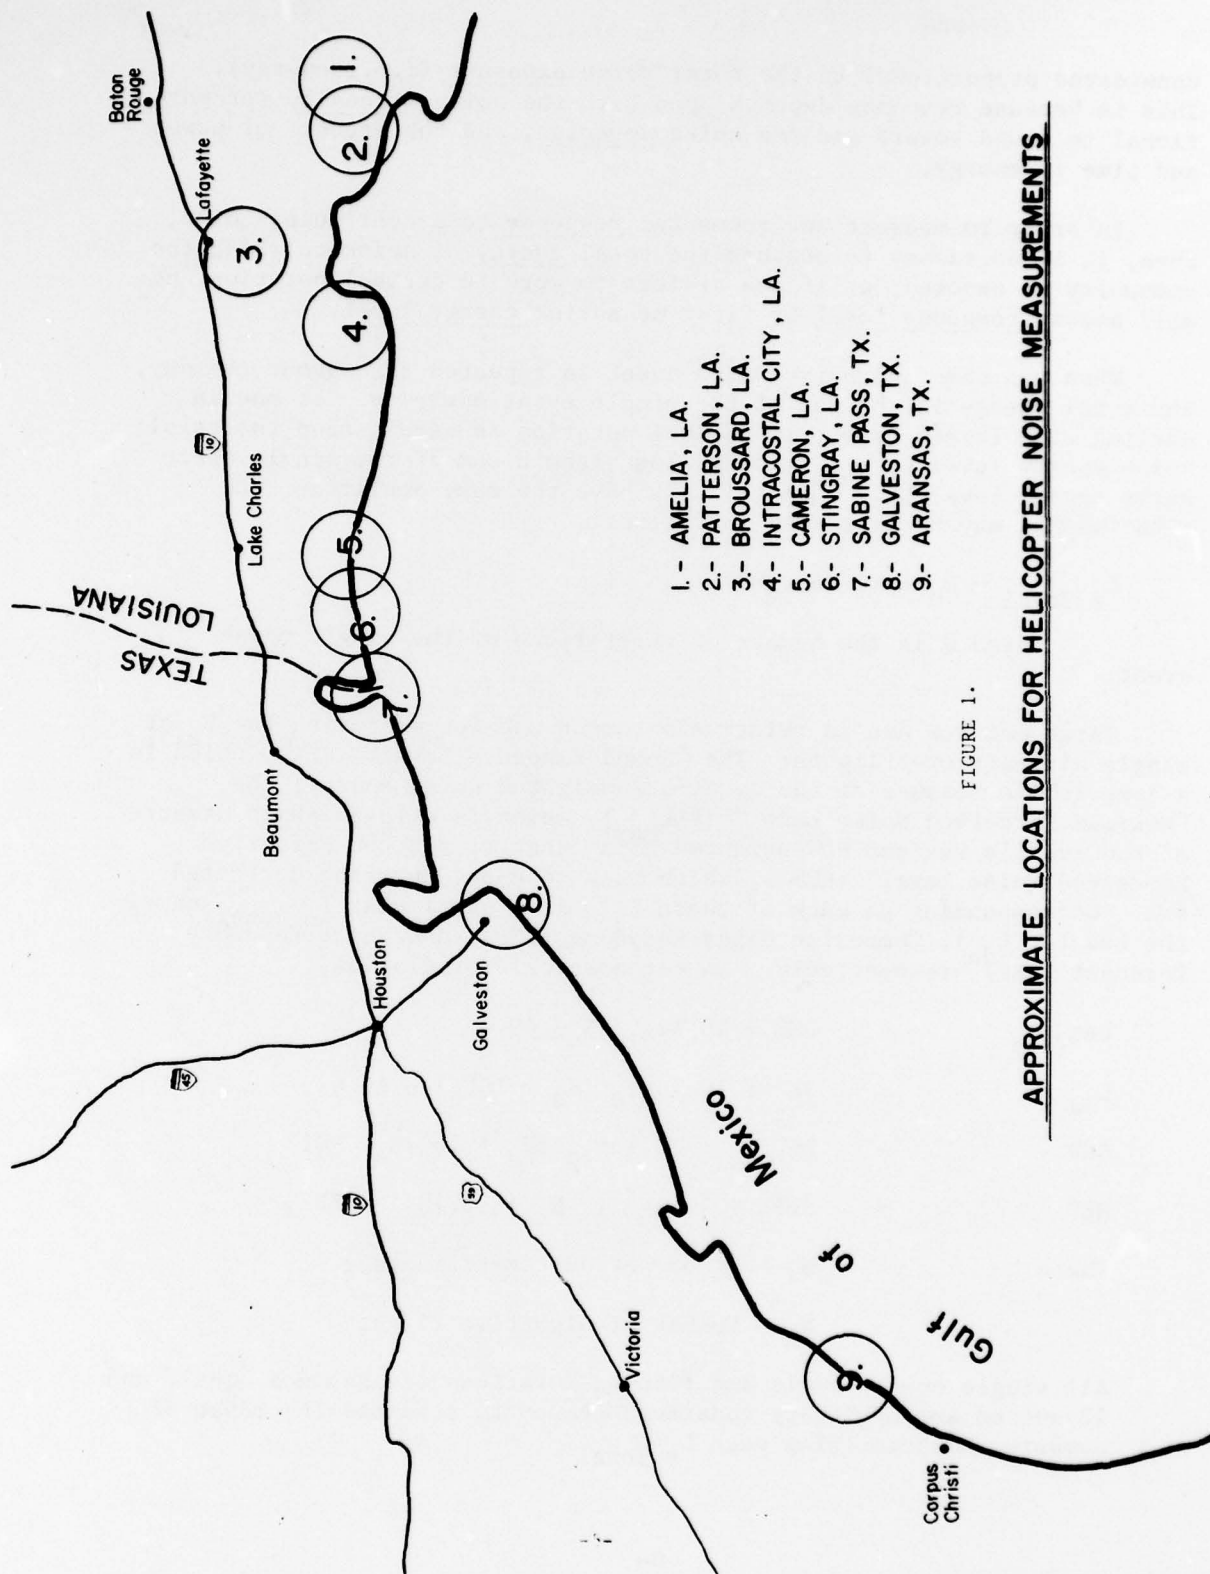 Baton
Rouge
Lafayette
10
Lake Charles
LOUISIANA
TEXAS
Beaumont
Houston
45
10
Galveston
Victoria
Corpus
Christi
Gulf of Mexico
1.
2.
3.
4.
5.
6.
7.
8.
9.
1.- AMELIA, LA.
2.- PATTERSON, LA.
3.- BROUSSARD, LA.
4.- INTRACOSTAL CITY, LA.
5.- CAMERON, LA.
6.- STINGRAY, LA.
7.- SABINE PASS, TX.
8.- GALVESTON, TX.
9.- ARANSAS, TX.
FIGURE 1.
APPROXIMATE LOCATIONS FOR HELICOPTER NOISE MEASUREMENTS